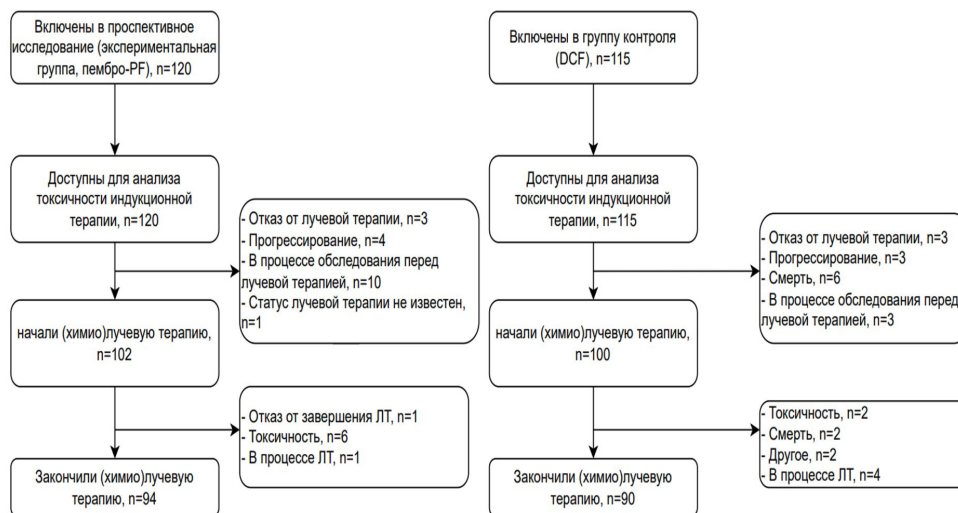 Включены в проспективное
исследование (экспериментальная
группа, пембро-PF), n=120
Доступны для анализа
токсичности индукционной
терапии, n=120
- Отказ от лучевой терапии, n=3
- Прогрессирование, n=4
- В процессе обследования перед
лучевой терапией, n=10
- Статус лучевой терапии не известен,
n=1
начали (химио)лучевую терапию,
n=102
- Отказ от завершения ЛТ, n=1
- Токсичность, n=6
- В процессе ЛТ, n=1
Закончили (химио)лучевую
терапию, n=94
Включены в группу контроля
(DCF), n=115
Доступны для анализа
токсичности индукционной
терапии, n=115
- Отказ от лучевой терапии, n=3
- Прогрессирование, n=3
- Смерть, n=6
- В процессе обследования перед
лучевой терапией, n=3
начали (химио)лучевую терапию,
n=100
- Токсичность, n=2
- Смерть, n=2
- Другое, n=2
- В процессе ЛТ, n=4
Закончили (химио)лучевую
терапию, n=90